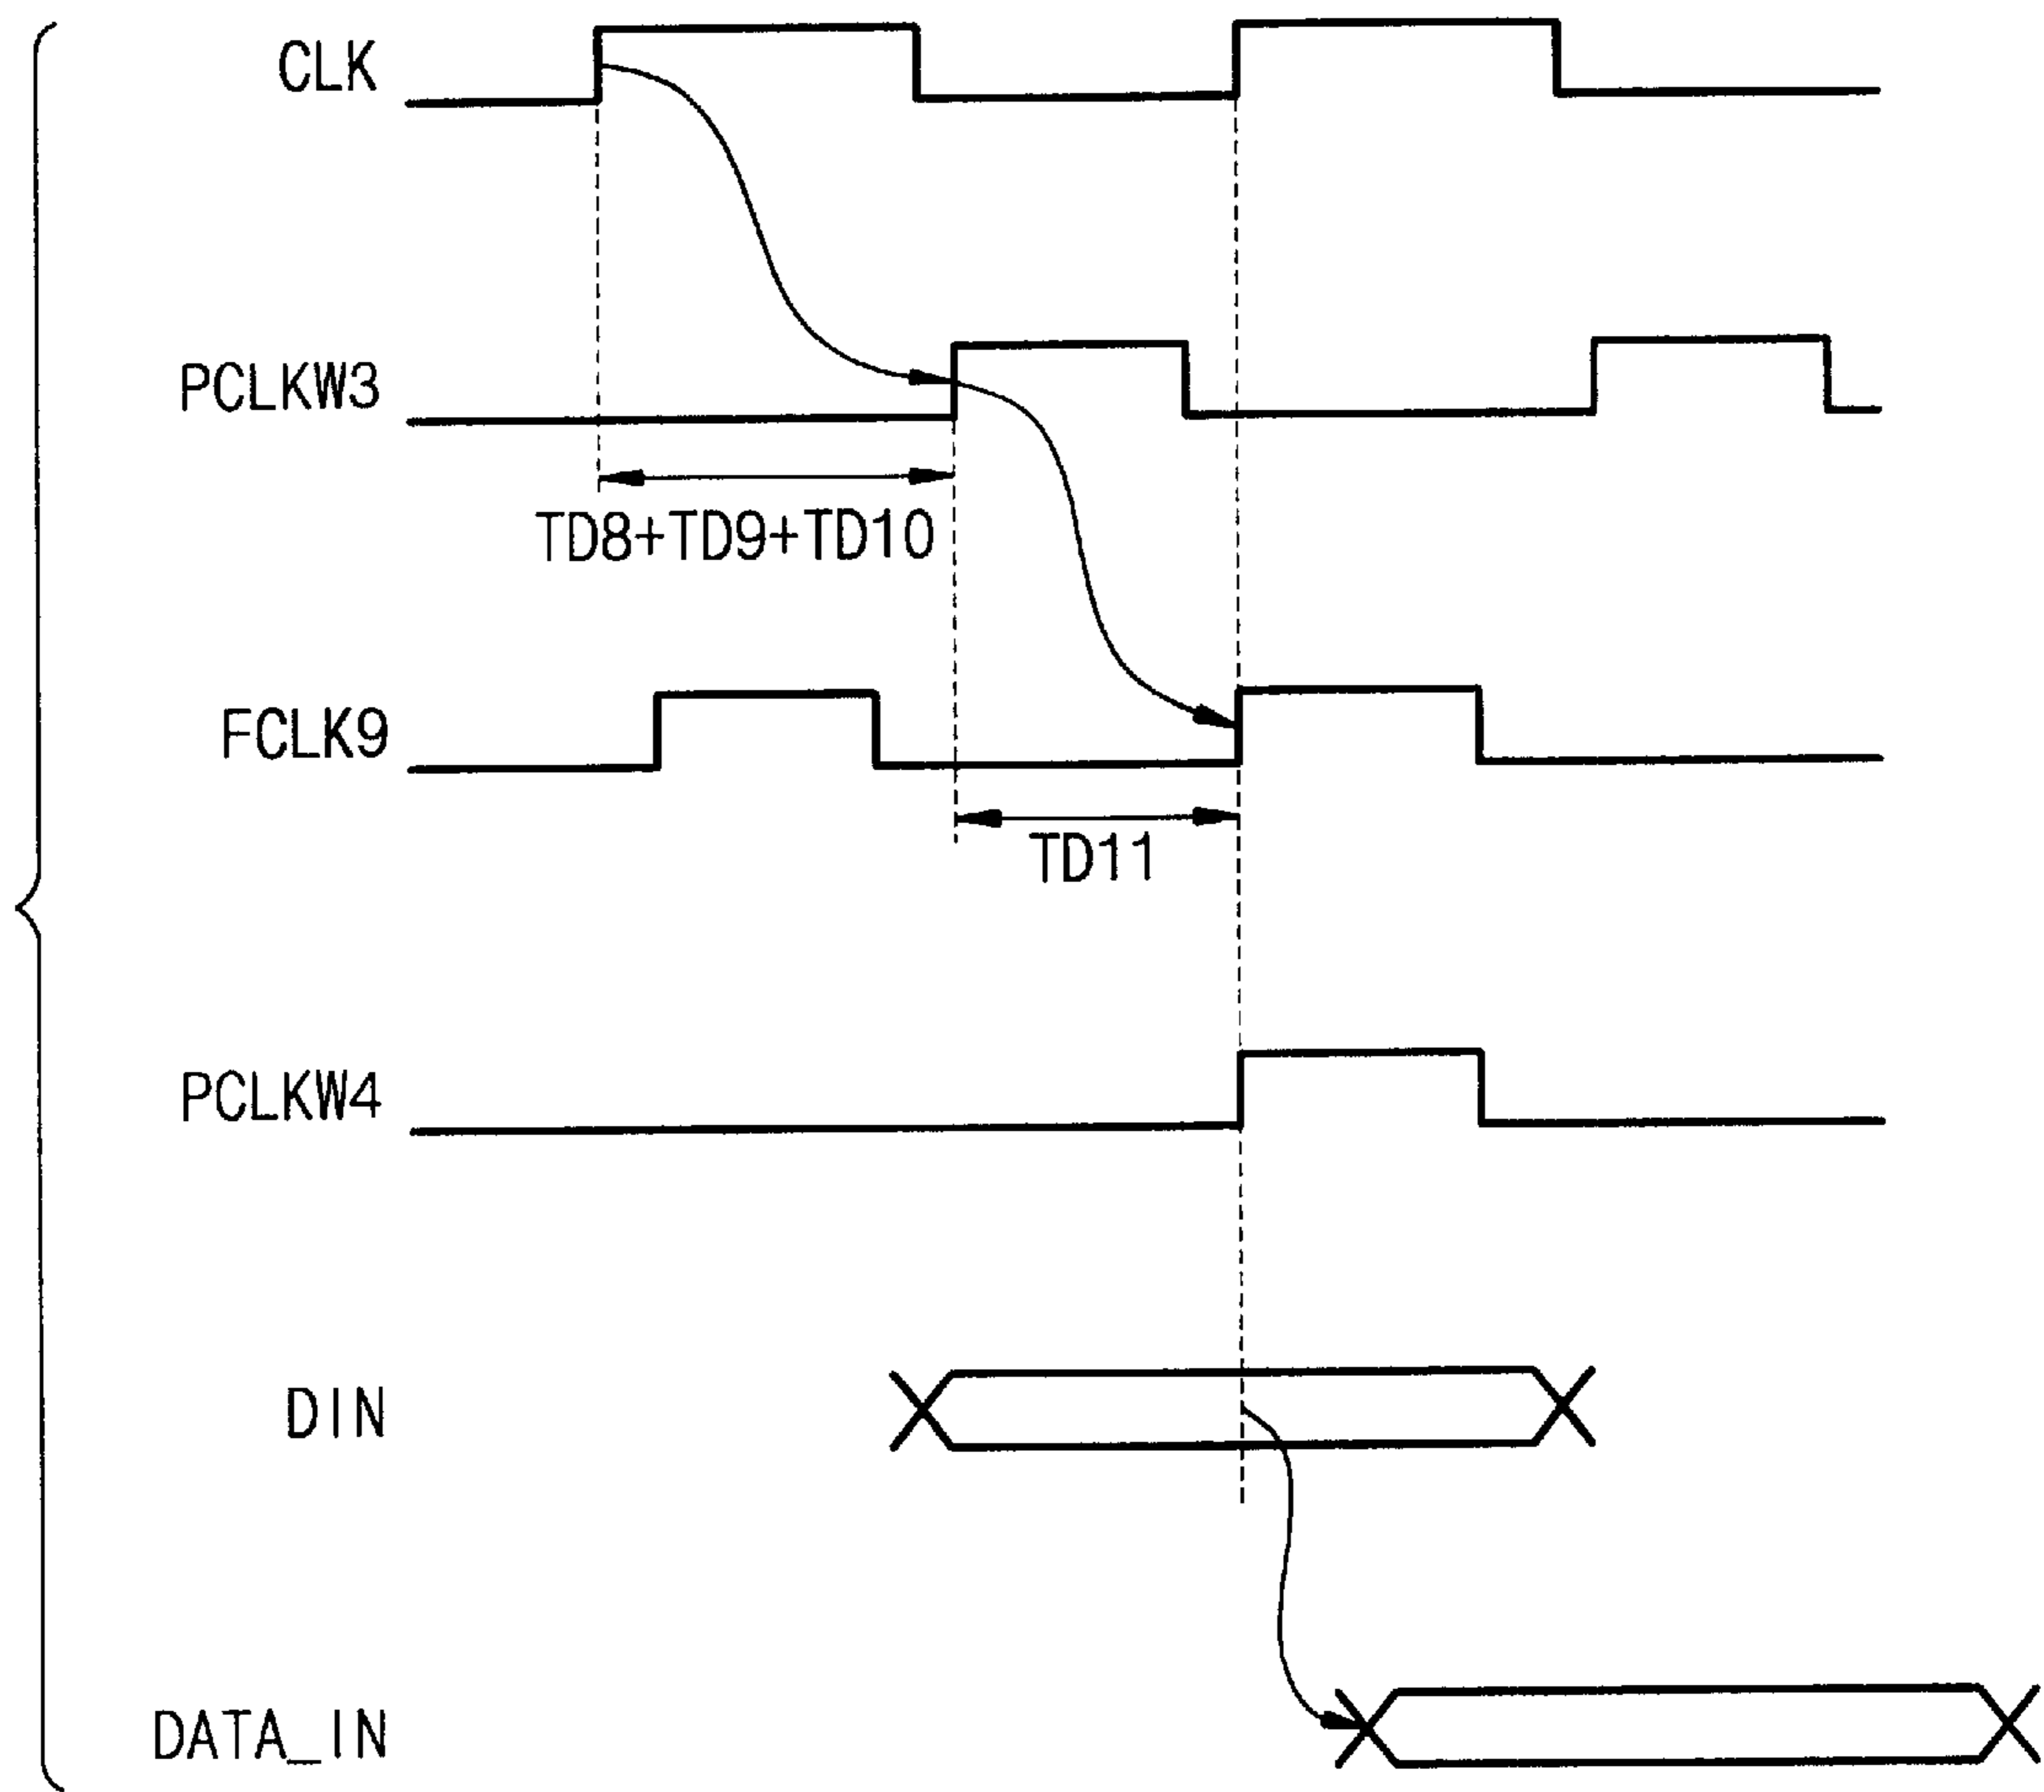 CLK
PCLKW3
TD8+TD9+TD10
FCLK9
TD11
PCLKW4
DIN
DATA_IN